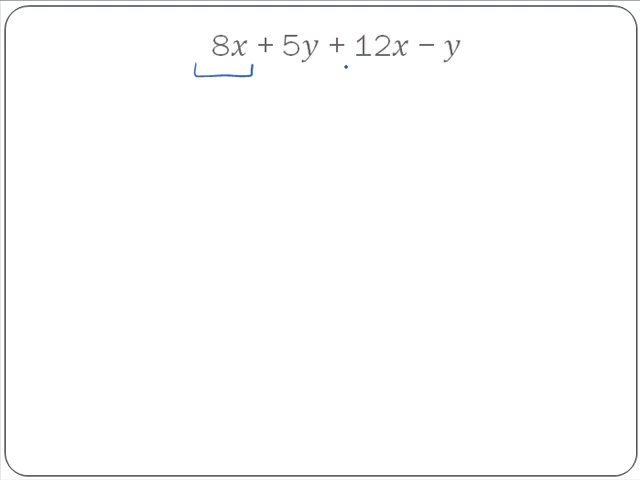 8x + 5y + 12x − y